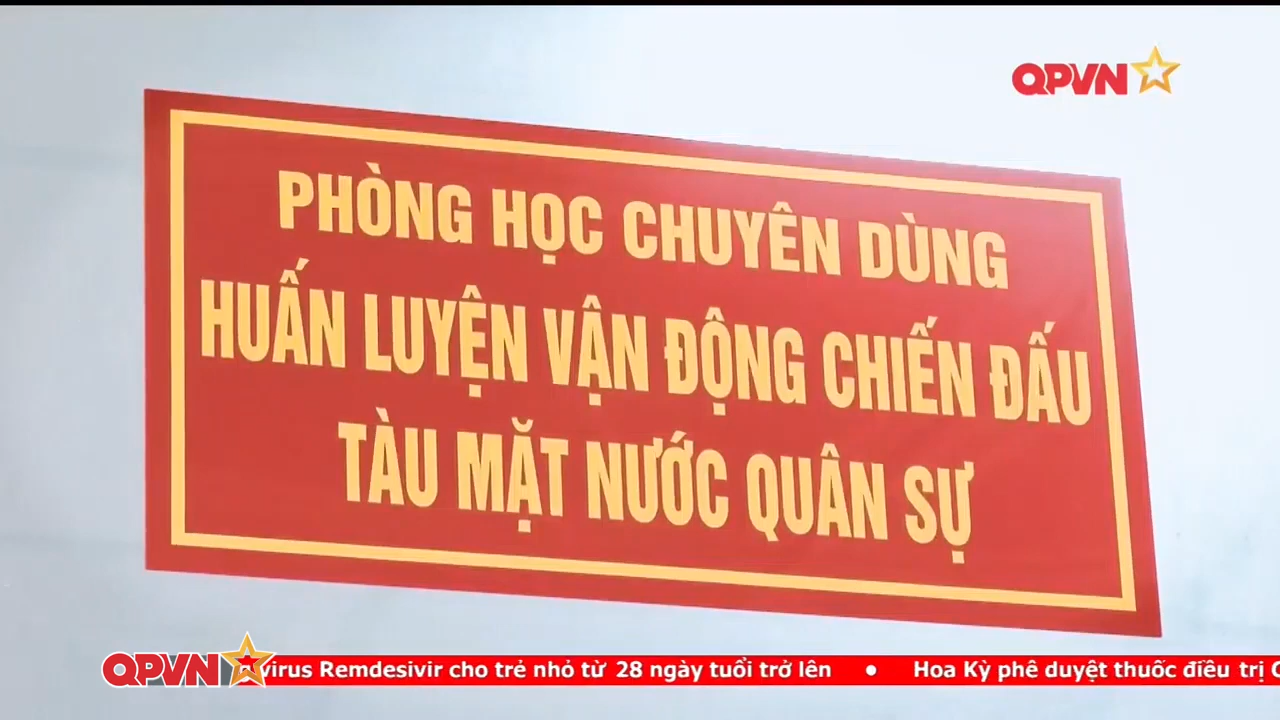 QPVN
PHÒNG HỌC CHUYÊN DÙNG
HUẤN LUYỆN VẬN ĐỘNG CHIẾN ĐẤU
TÀU MẶT NƯỚC QUÂN SỰ
QPVN virus Remdesivir cho trẻ nhỏ từ 28 ngày tuổi trở lên • Hoa Kỳ phê duyệt thuốc điều trị